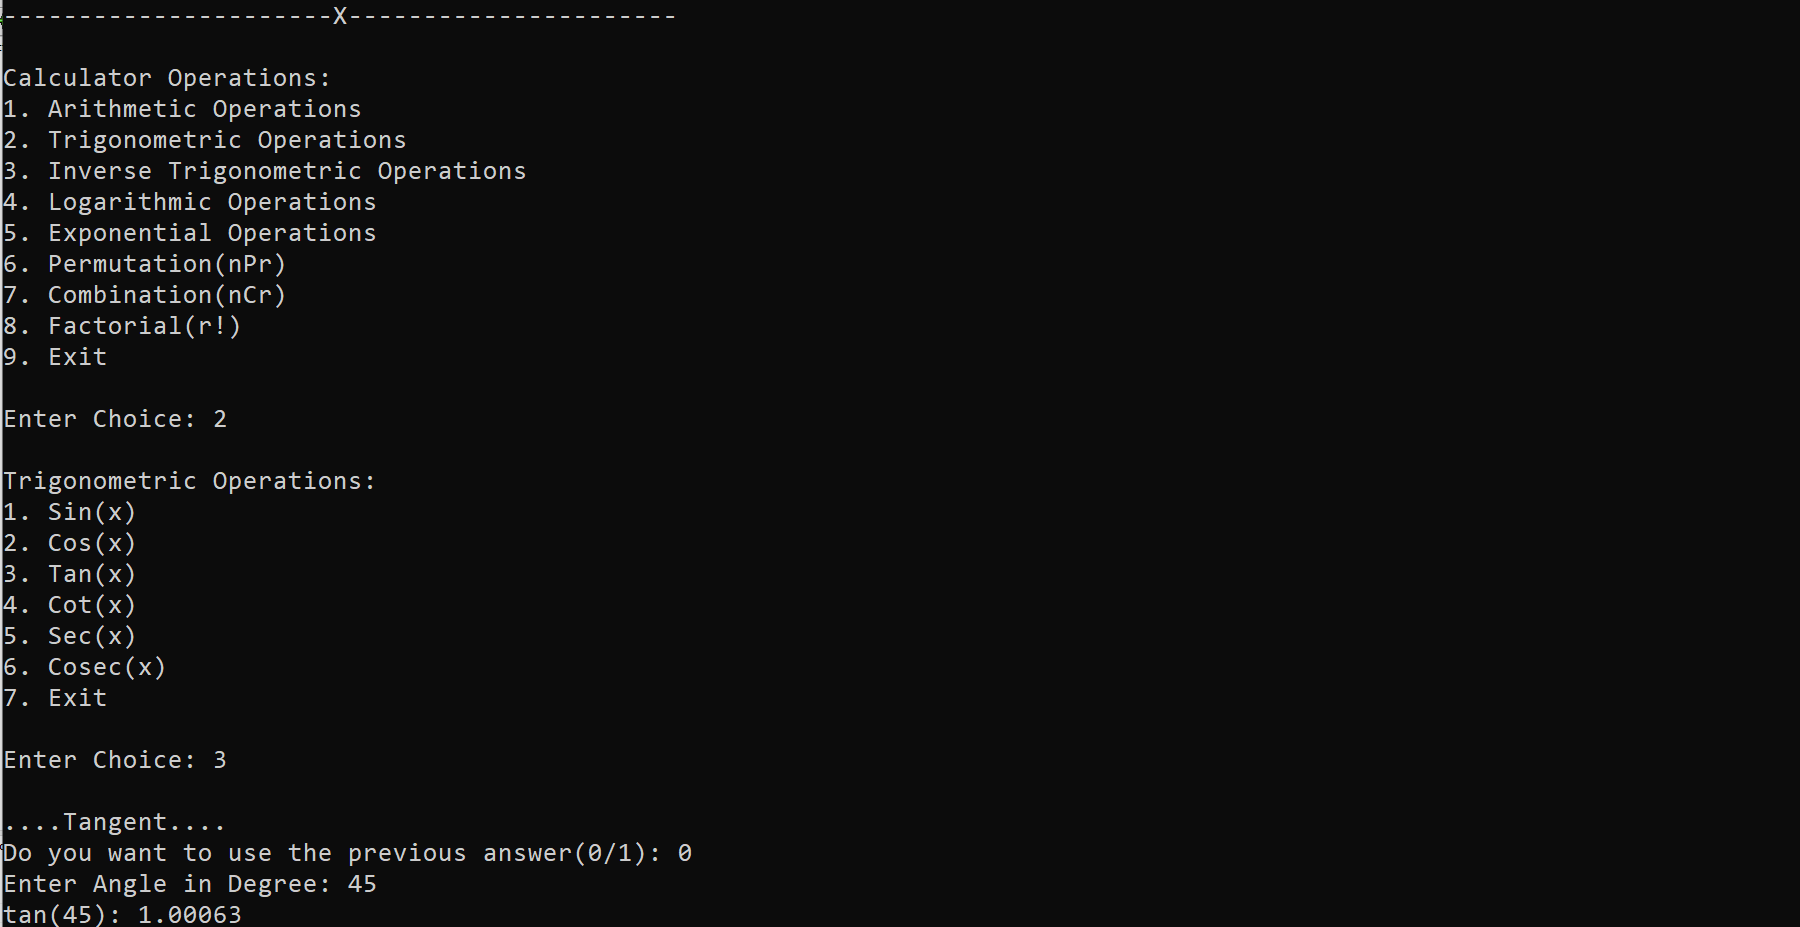 ----------------------X----------------------
Calculator Operations:
1. Arithmetic Operations
2. Trigonometric Operations
3. Inverse Trigonometric Operations
4. Logarithmic Operations
5. Exponential Operations
6. Permutation(nPr)
7. Combination(nCr)
8. Factorial(r!)
9. Exit
Enter Choice: 2
Trigonometric Operations:
1. Sin(x)
2. Cos(x)
3. Tan(x)
4. Cot(x)
5. Sec(x)
6. Cosec(x)
7. Exit
Enter Choice: 3
....Tangent....
Do you want to use the previous answer(0/1): 0
Enter Angle in Degree: 45
tan(45): 1.00063